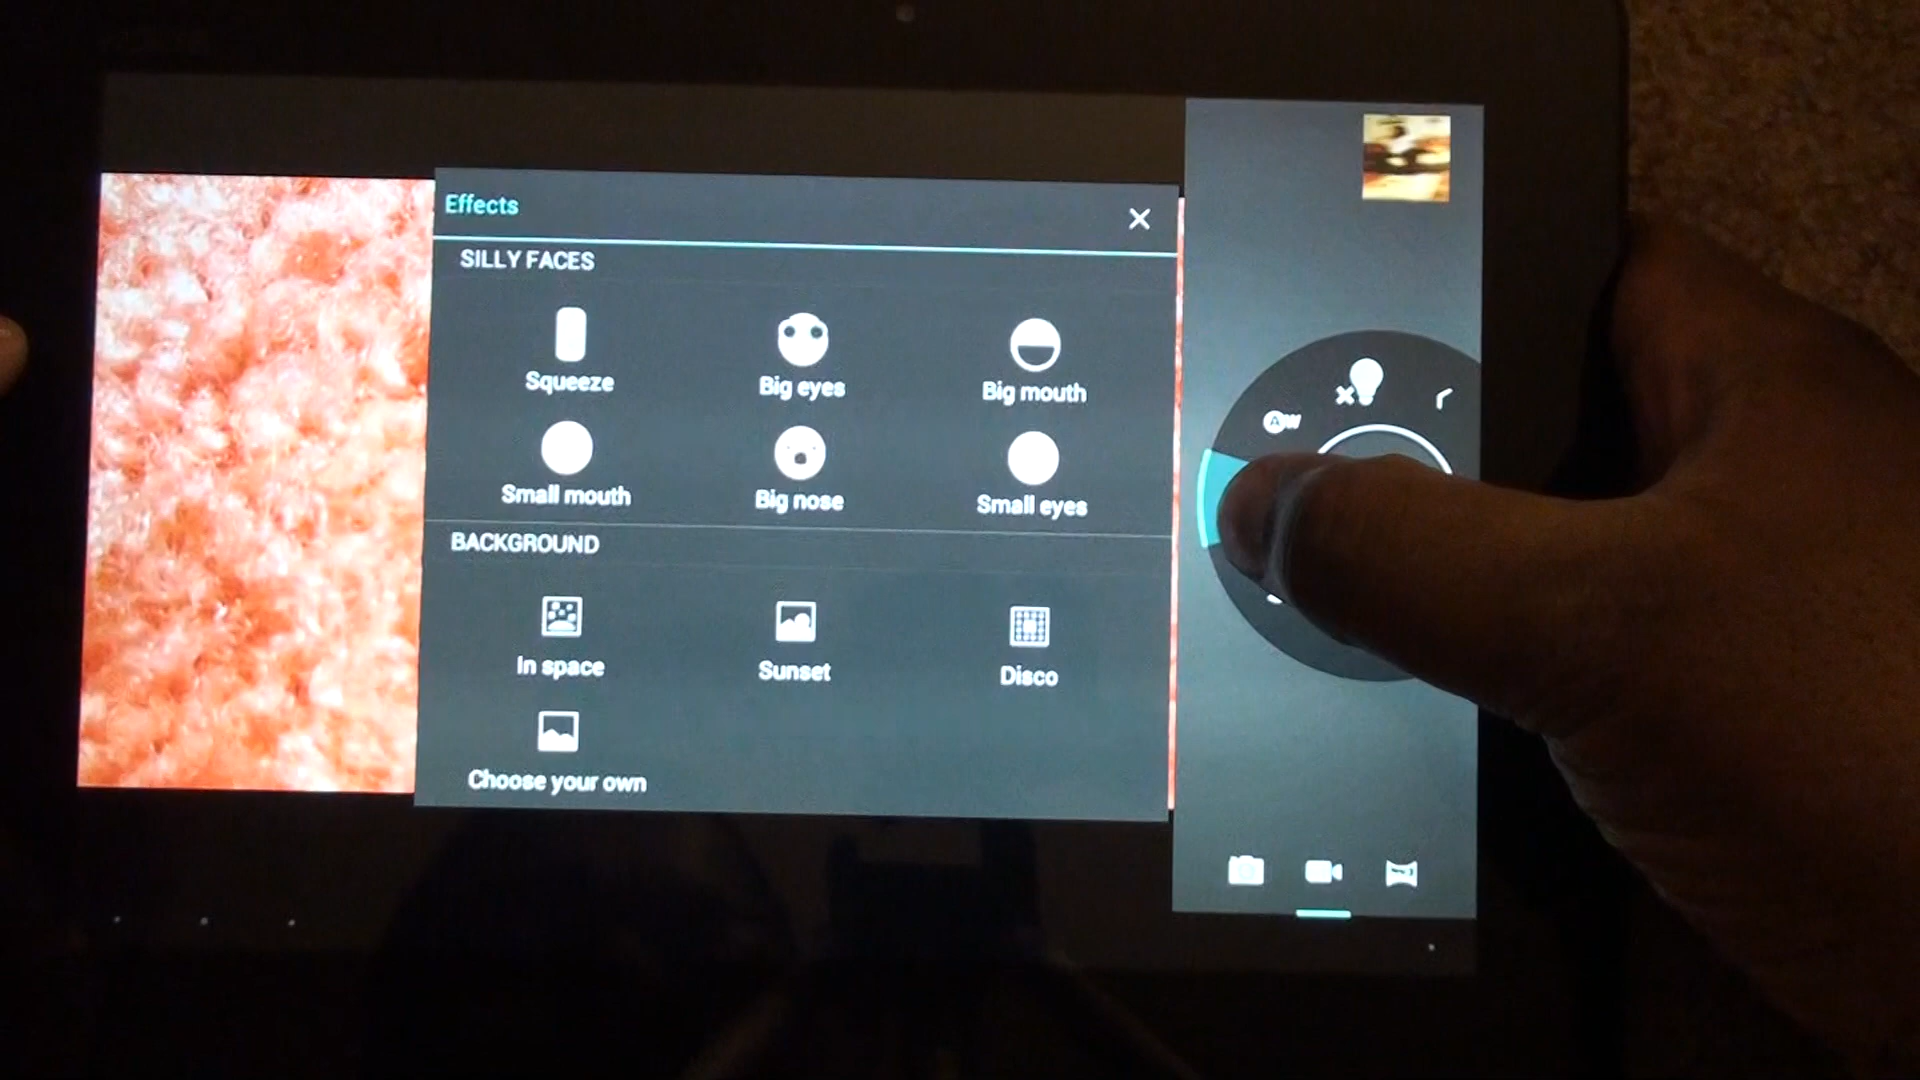 Effects
SILLY FACES
Squeeze
Big eyes
Big mouth
Small mouth
Big nose
Small eyes
BACKGROUND
In space
Sunset
Disco
Choose your own
AW